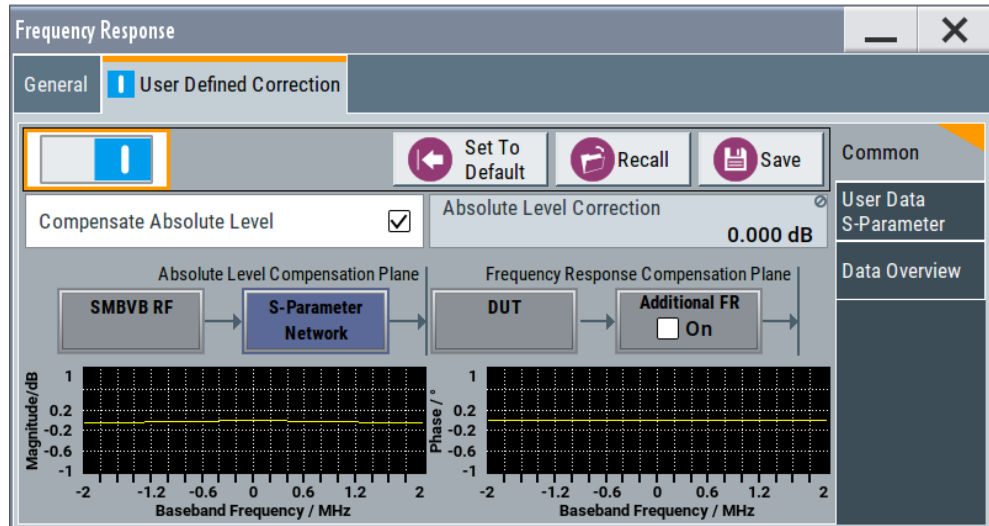 Frequency Response
General
User Defined Correction
Set To
Default
Recall
Save
Common
User Data
S-Parameter
Data Overview
Compensate Absolute Level
Absolute Level Correction
0.000 dB
Absolute Level Compensation Plane
Frequency Response Compensation Plane
SMBVB RF
S-Parameter
Network
DUT
Additional FR
On
Magnitude/dB
1
0.2
-0.2
-0.6
-1
-2 -1.2 -0.6 0 0.6 1.2 2
Baseband Frequency / MHz
Phase / °
1
0.2
-0.2
-0.6
-1
-2 -1.2 -0.6 0 0.6 1.2 2
Baseband Frequency / MHz